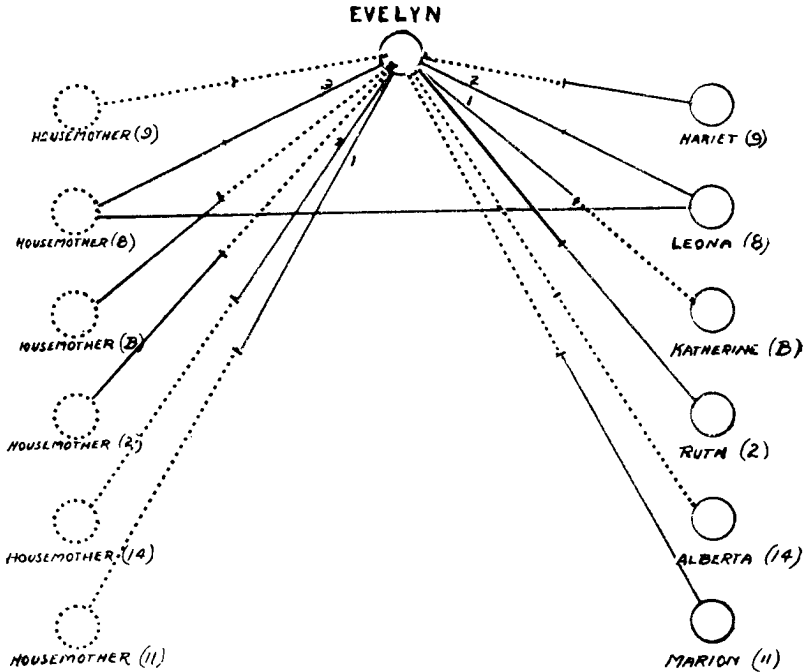 EVELYN
HOUSEMOTHER (9)
HARIET (9)
HOUSEMOTHER (8)
LEONA (8)
HOUSEMOTHER (B)
KATHERINE (B)
HOUSEMOTHER (2)
RUTH (2)
HOUSEMOTHER (14)
ALBERTA (14)
HOUSEMOTHER (11)
MARION (11)
3
2
1
2
1